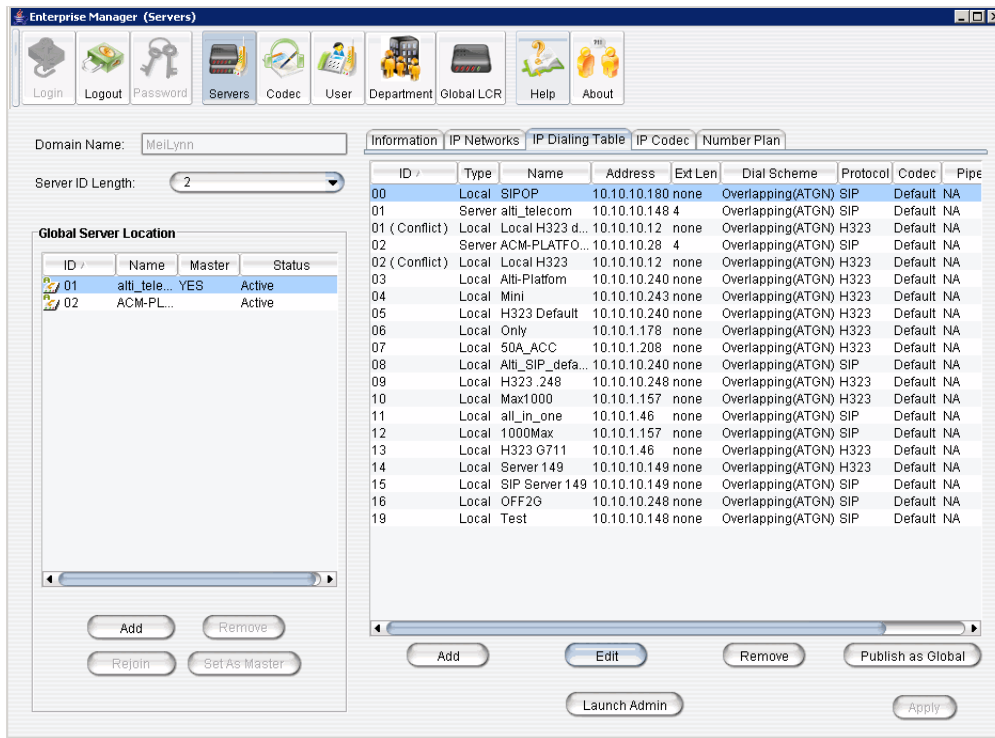 Enterprise Manager (Servers)
Login Logout Password Servers Codec User Department Global LCR Help About
Domain Name: MeiLynn
Server ID Length: 2
Global Server Location
ID Name Master Status
01 alti_tele... YES Active
02 ACM-PL... Active
Add Remove
Rejoin Set As Master
Information IP Networks IP Dialing Table IP Codec Number Plan
ID Type Name Address Ext Len Dial Scheme Protocol Codec Pipe
00 Local SIPOP 10.10.10.180 none Overlapping(ATGN) SIP Default NA
01 Server alti_telecom 10.10.10.148 4 Overlapping(ATGN) SIP Default NA
01 ( Conflict ) Local Local H323 d... 10.10.10.12 none Overlapping(ATGN) H323 Default NA
02 Server ACM-PLATFO... 10.10.10.28 4 Overlapping(ATGN) SIP Default NA
02 ( Conflict ) Local Local H323 10.10.10.12 none Overlapping(ATGN) H323 Default NA
03 Local Alti-Platfom 10.10.10.240 none Overlapping(ATGN) H323 Default NA
04 Local Mini 10.10.10.243 none Overlapping(ATGN) H323 Default NA
05 Local H323 Default 10.10.10.240 none Overlapping(ATGN) H323 Default NA
06 Local Only 10.10.1.178 none Overlapping(ATGN) H323 Default NA
07 Local 50A_ACC 10.10.1.208 none Overlapping(ATGN) H323 Default NA
08 Local Alti_SIP_defa... 10.10.10.240 none Overlapping(ATGN) SIP Default NA
09 Local H323 .248 10.10.10.248 none Overlapping(ATGN) H323 Default NA
10 Local Max1000 10.10.1.157 none Overlapping(ATGN) H323 Default NA
11 Local all_in_one 10.10.1.46 none Overlapping(ATGN) SIP Default NA
12 Local 1000Max 10.10.1.157 none Overlapping(ATGN) SIP Default NA
13 Local H323 G711 10.10.1.46 none Overlapping(ATGN) H323 Default NA
14 Local Server 149 10.10.10.149 none Overlapping(ATGN) H323 Default NA
15 Local SIP Server 149 10.10.10.149 none Overlapping(ATGN) SIP Default NA
16 Local OFF2G 10.10.10.248 none Overlapping(ATGN) SIP Default NA
19 Local Test 10.10.10.148 none Overlapping(ATGN) SIP Default NA
Add Edit Remove Publish as Global
Launch Admin Apply